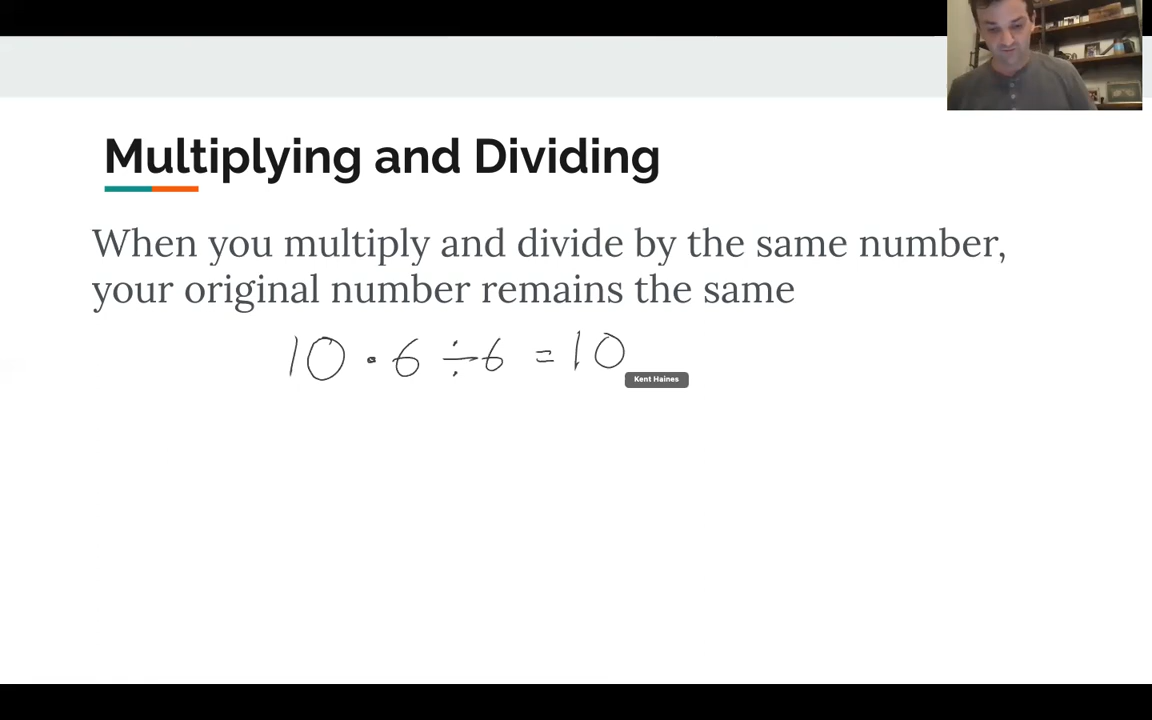 Multiplying and Dividing
When you multiply and divide by the same number,
your original number remains the same
10 · 6 ÷ 6 = 10
Kent Haines